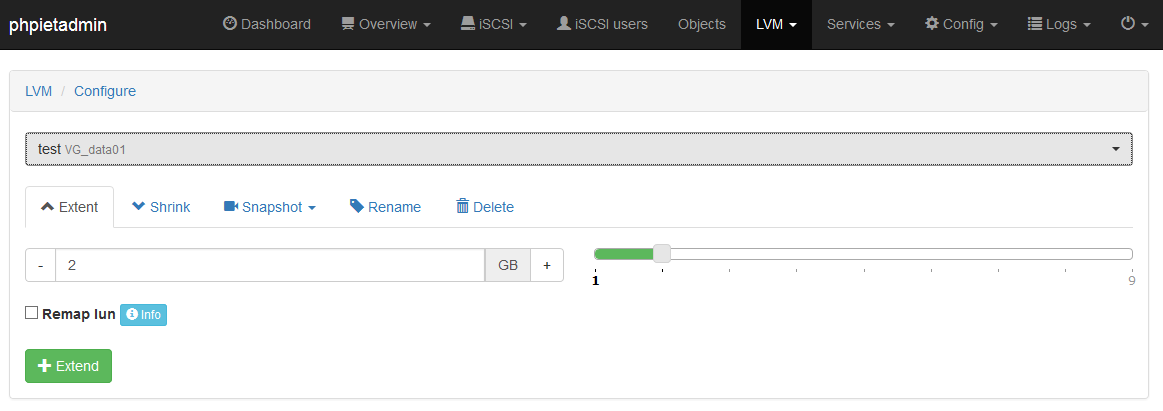 phpietadmin Dashboard Overview iSCSI iSCSI users Objects LVM Services Config Logs
LVM / Configure
test VG_data01
Extent Shrink Snapshot Rename Delete
- 2 GB +
1 9
Remap lun Info
Extend